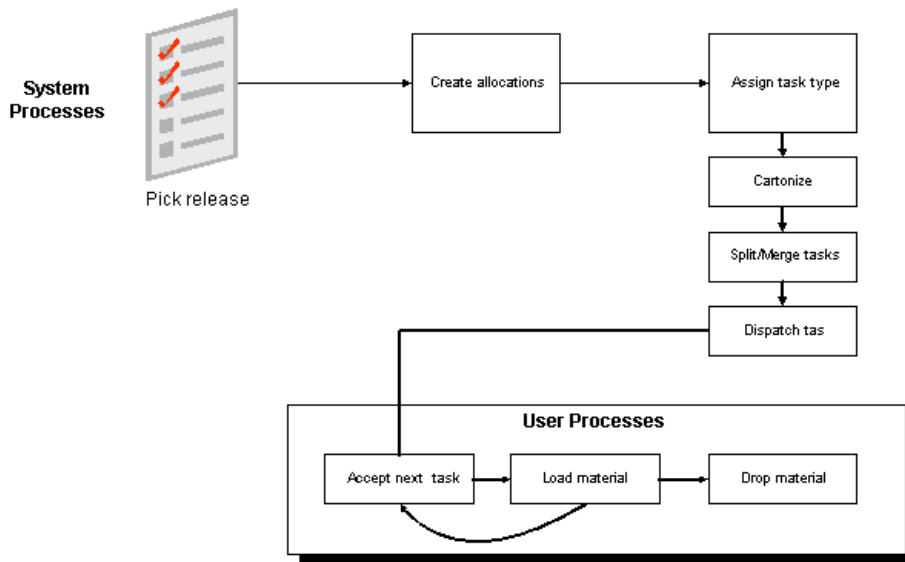 System
Processes
Pick release
Create allocations
Assign task type
Cartonize
Split/Merge tasks
Dispatch tas
User Processes
Accept next task
Load material
Drop material